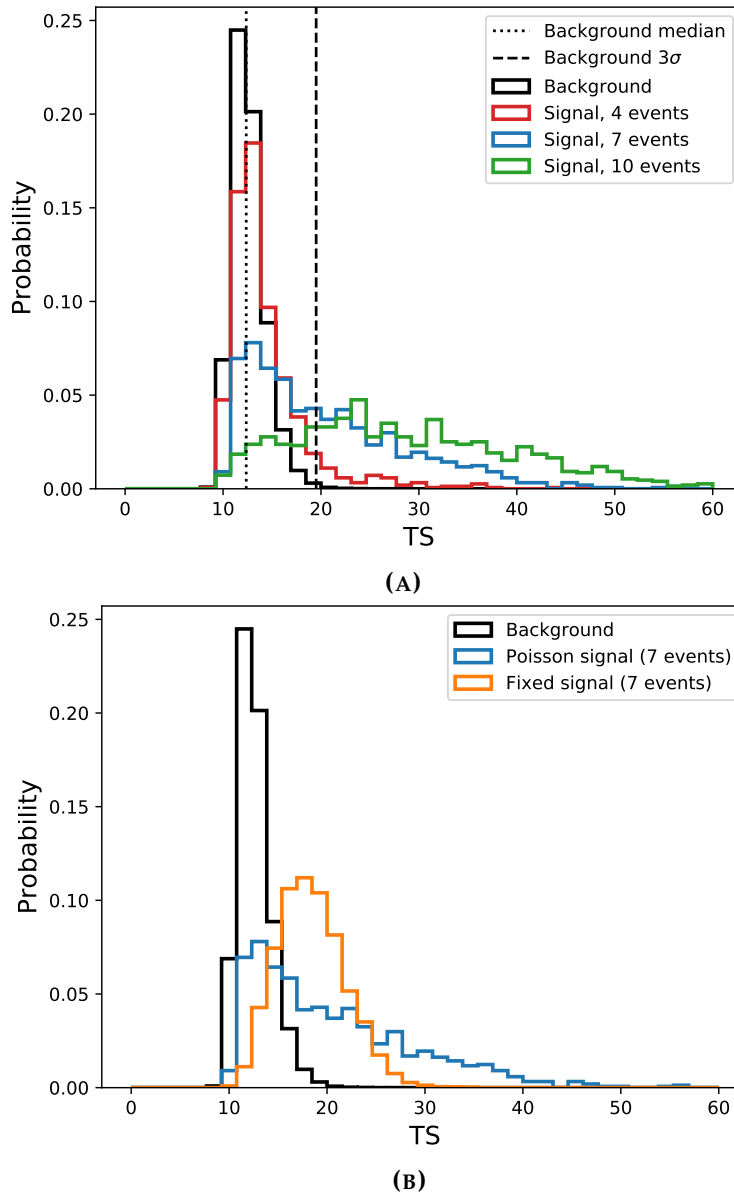 Background median
Background 3σ
Background
Signal, 4 events
Signal, 7 events
Signal, 10 events
0.25
0.20
0.15
0.10
0.05
0.00
Probability
0 10 20 30 40 50 60
TS
(A)
Background
Poisson signal (7 events)
Fixed signal (7 events)
0.25
0.20
0.15
0.10
0.05
0.00
Probability
0 10 20 30 40 50 60
TS
(B)